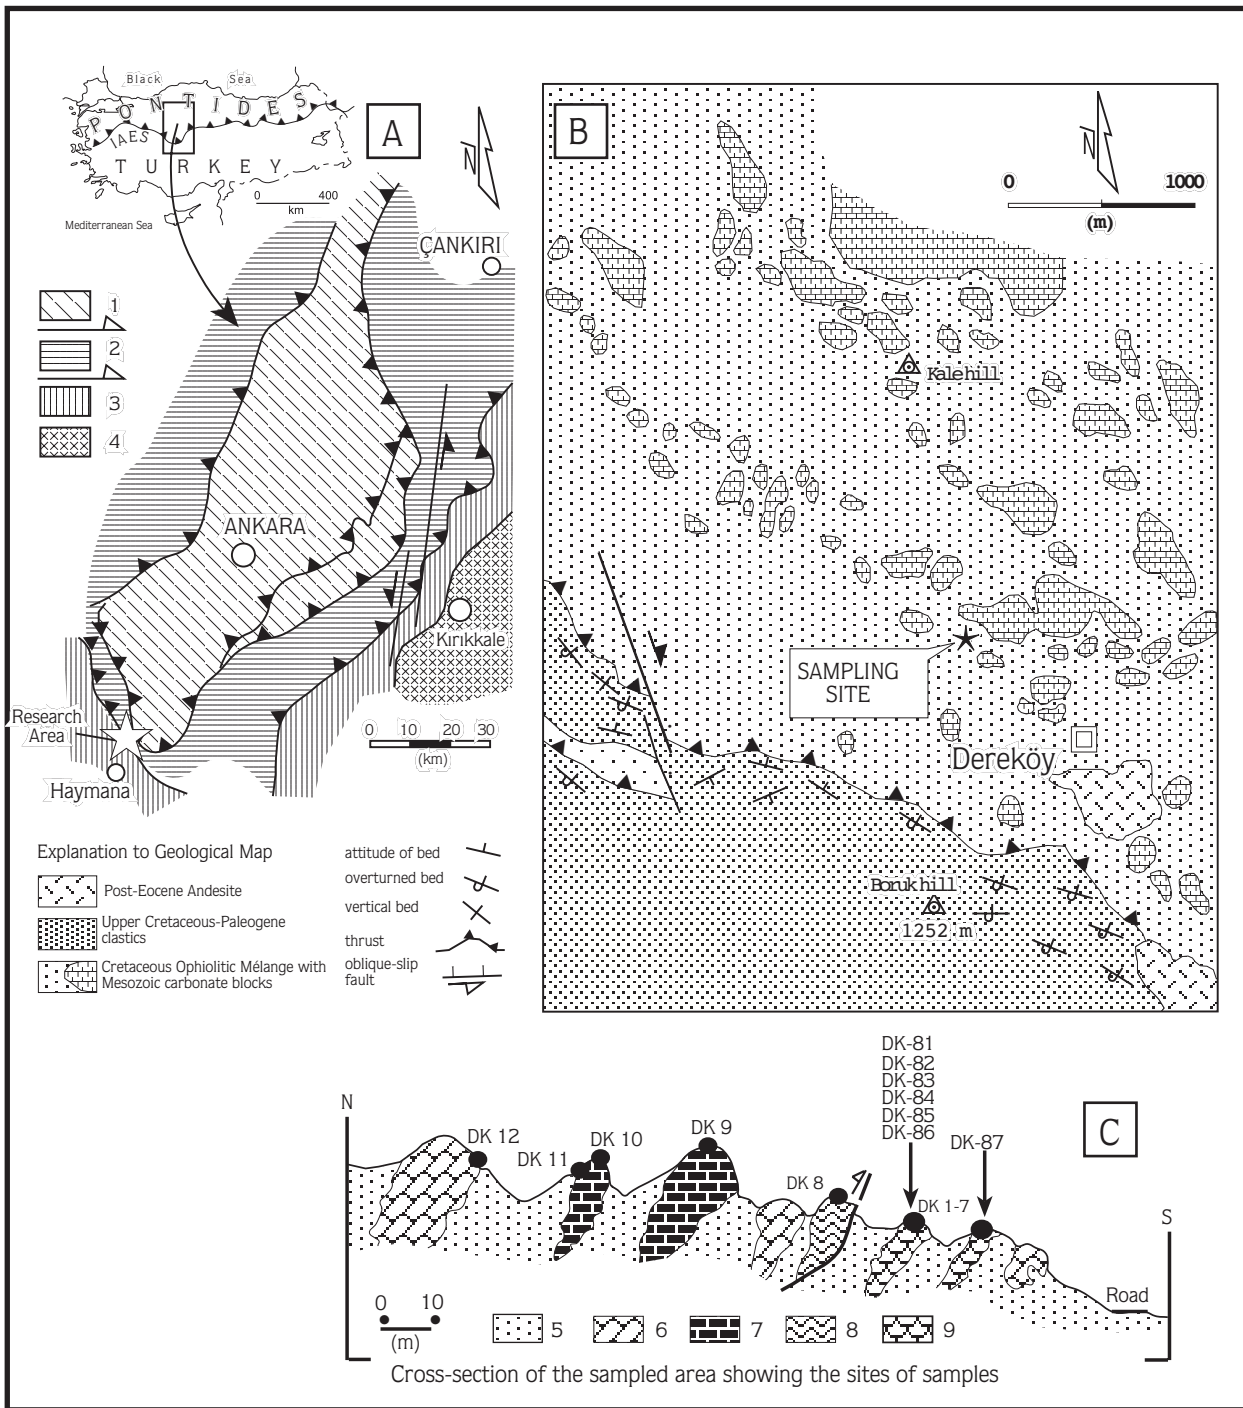 Black Sea
PONTIDES
IAES
TURKEY
0 400
km
Mediterranean Sea
A
N
ÇANKIRI
1
2
3
4
ANKARA
Kırıkkale
Research
Area
Haymana
0 10 20 30
(km)
B
N
0 1000
(m)
Kale hill
SAMPLING
SITE
Dereköy
Boruk hill
1252 m
Explanation to Geological Map
Post-Eocene Andesite
Upper Cretaceous-Paleogene
clastics
Cretaceous Ophiolitic Mélange with
Mesozoic carbonate blocks
attitude of bed
overturned bed
vertical bed
thrust
oblique-slip
fault
C
N
DK 12
DK 11
DK 10
DK 9
DK 8
DK-81
DK-82
DK-83
DK-84
DK-85
DK-86
DK 1-7
DK-87
S
Road
0 10
(m)
5
6
7
8
9
Cross-section of the sampled area showing the sites of samples